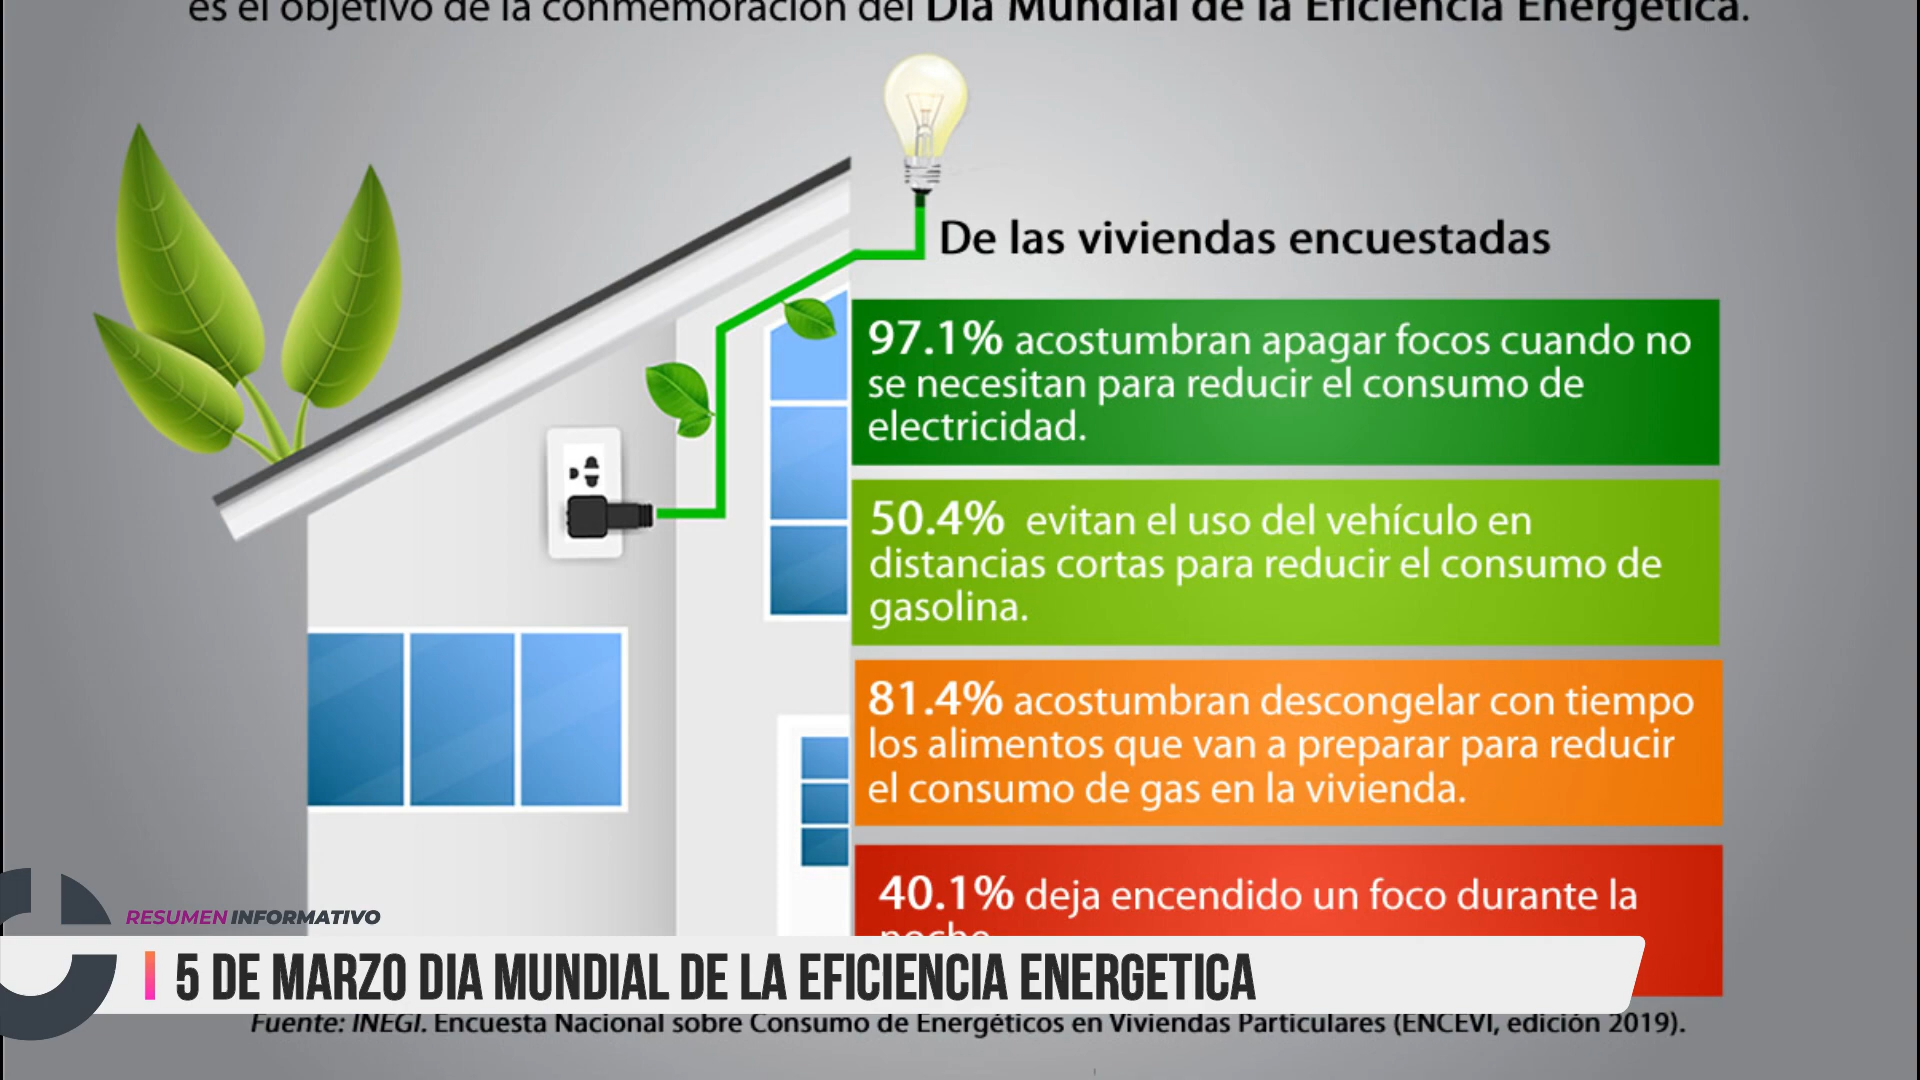 es el objetivo de la conmemoración del Día Mundial de la Eficiencia Energética.
De las viviendas encuestadas
97.1% acostumbran apagar focos cuando no
se necesitan para reducir el consumo de
electricidad.
50.4% evitan el uso del vehículo en
distancias cortas para reducir el consumo de
gasolina.
81.4% acostumbran descongelar con tiempo
los alimentos que van a preparar para reducir
el consumo de gas en la vivienda.
40.1% deja encendido un foco durante la
noche
RESUMEN INFORMATIVO
5 DE MARZO DIA MUNDIAL DE LA EFICIENCIA ENERGETICA
Fuente: INEGI. Encuesta Nacional sobre Consumo de Energéticos en Viviendas Particulares (ENCEVI, edición 2019).